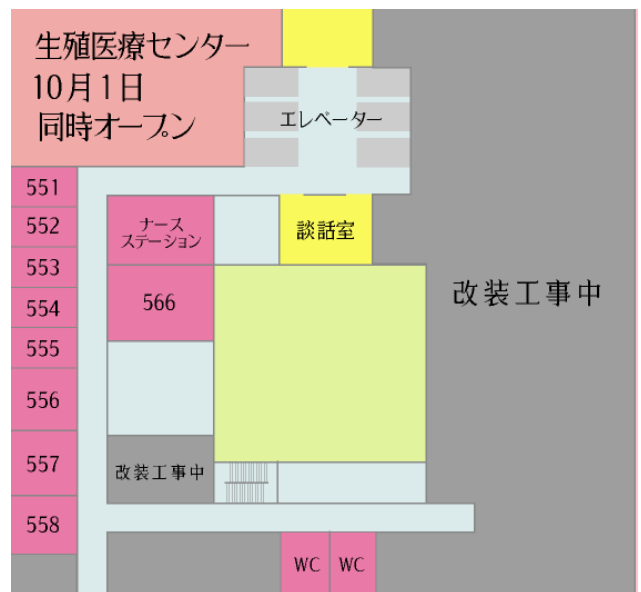 生殖医療センター
10月1日
同時オープン
エレベーター
551
552
ナース
ステーション
談話室
553
566
554
改装工事中
555
556
557
改装工事中
558
WC WC